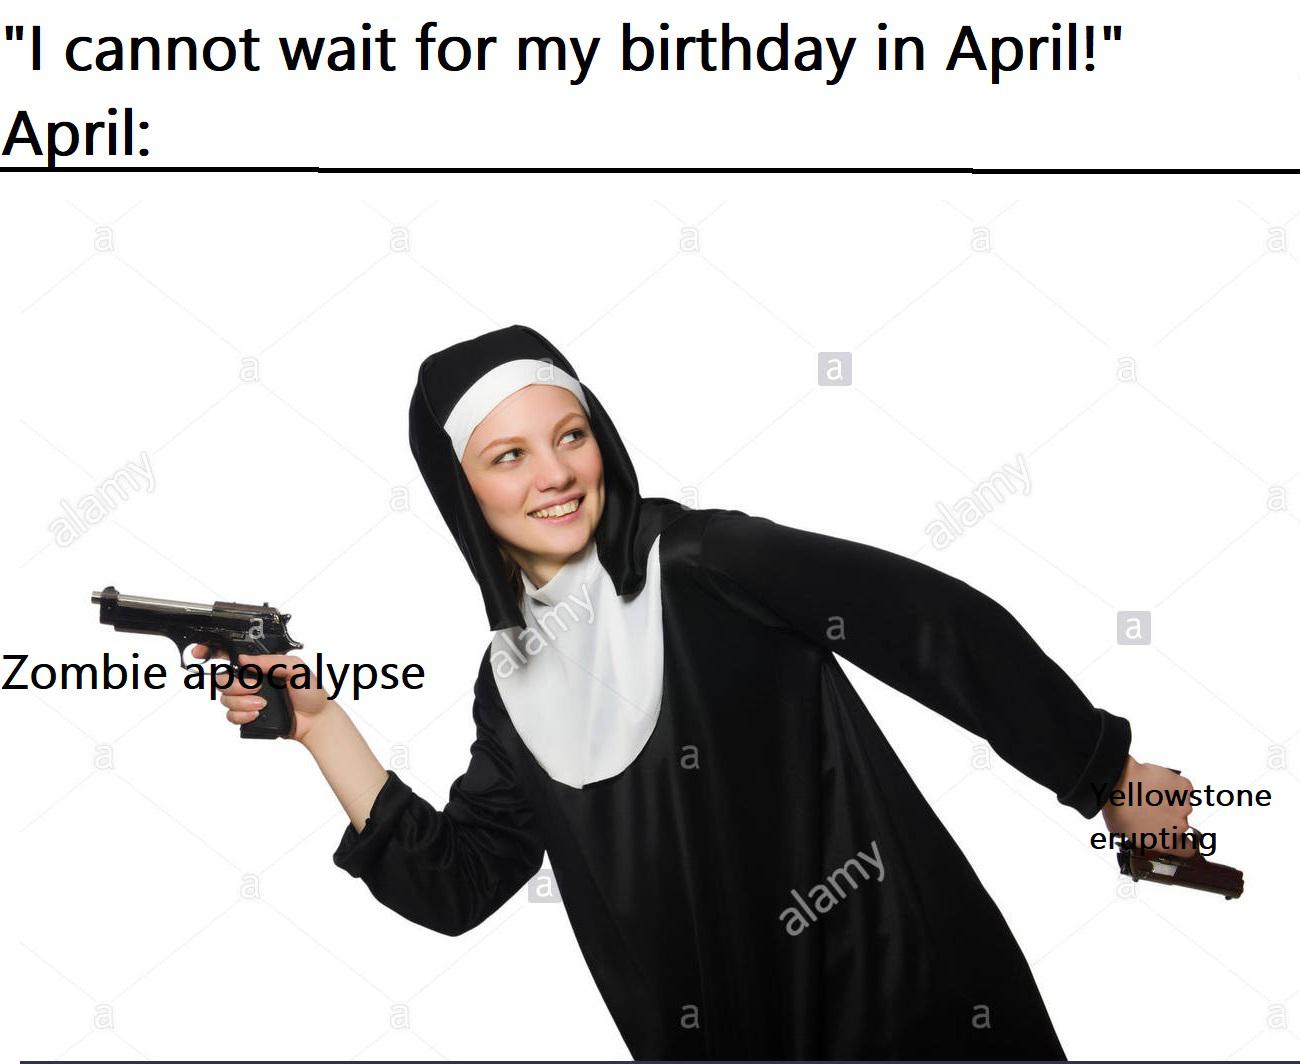 "I cannot wait for my birthday in April!"
April:
a a a a a
a a a
alamy a alamy
a a a
alamy
a a a
Zombie apocalypse
a a a a a
Yellowstone
erupting
alamy
a a a
a a a a a